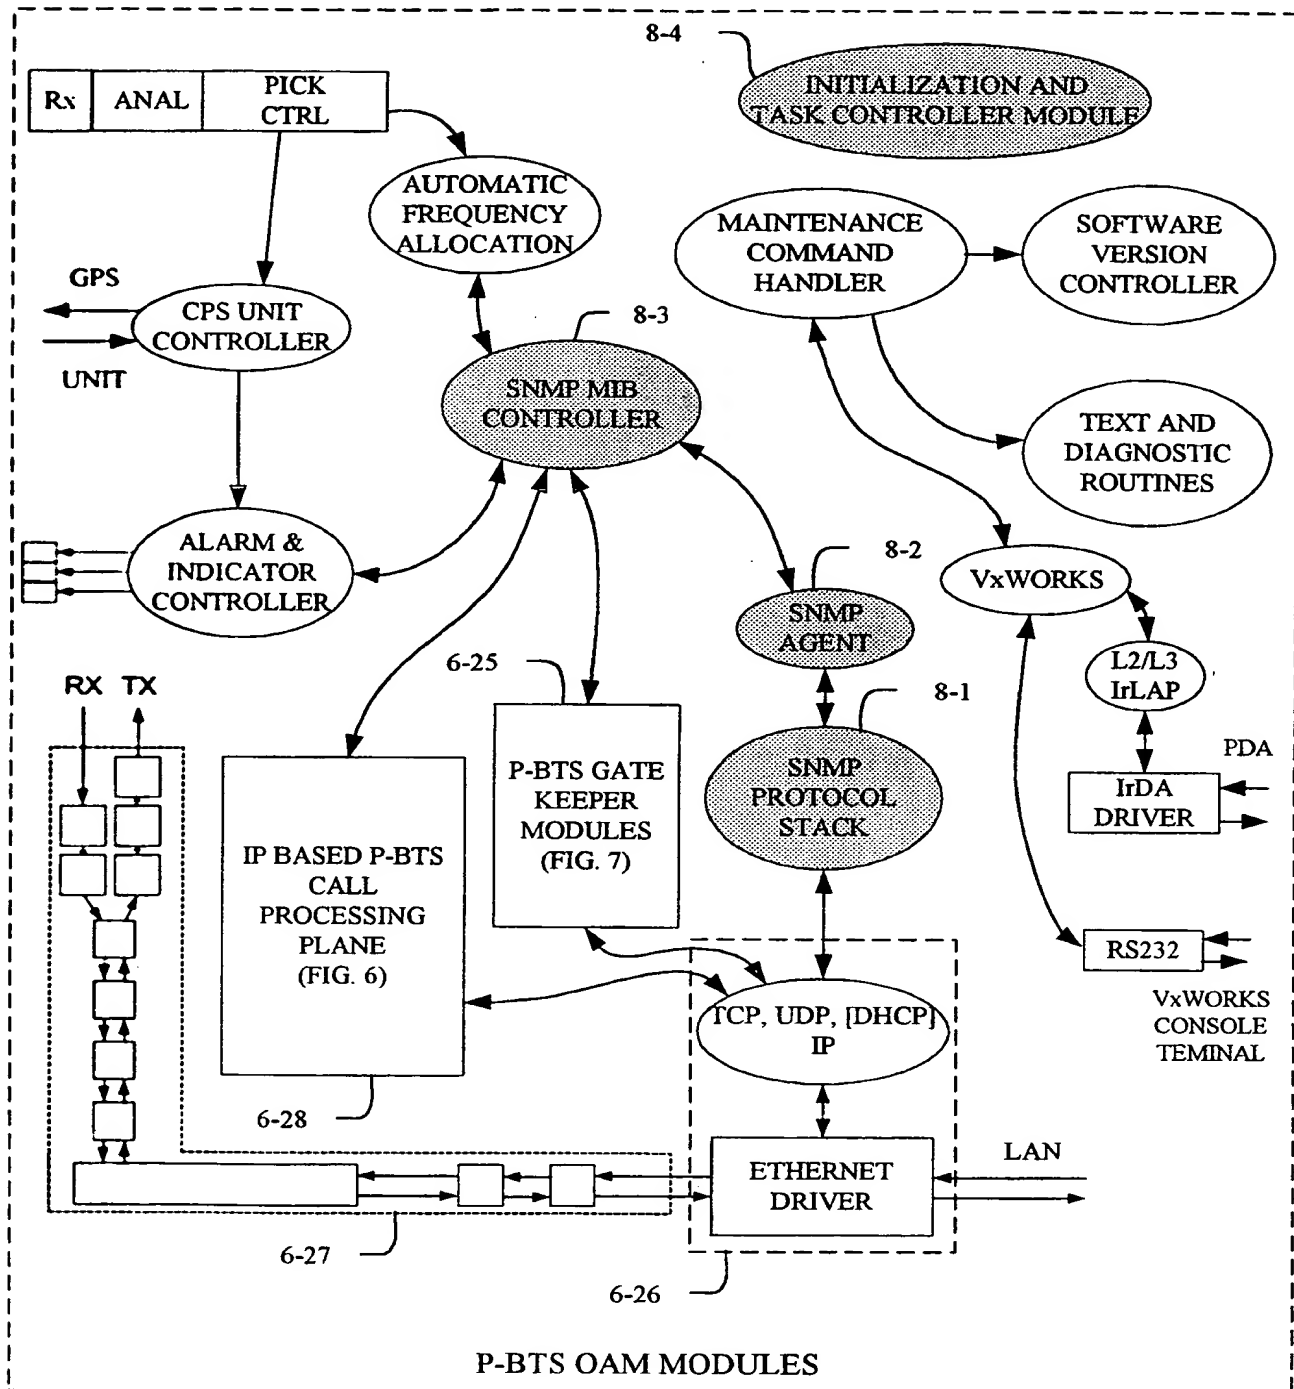 8-4
INITIALIZATION AND
TASK CONTROLLER MODULE
Rx
ANAL
PICK
CTRL
AUTOMATIC
FREQUENCY
ALLOCATION
MAINTENANCE
COMMAND
HANDLER
SOFTWARE
VERSION
CONTROLLER
GPS
UNIT
CPS UNIT
CONTROLLER
8-3
SNMP MIB
CONTROLLER
TEXT AND
DIAGNOSTIC
ROUTINES
ALARM &
INDICATOR
CONTROLLER
8-2
SNMP
AGENT
VxWORKS
L2/L3
IrLAP
6-25
8-1
RX
TX
P-BTS GATE
KEEPER
MODULES
(FIG. 7)
SNMP
PROTOCOL
STACK
PDA
IrDA
DRIVER
IP BASED P-BTS
CALL
PROCESSING
PLANE
(FIG. 6)
RS232
VxWORKS
CONSOLE
TEMINAL
TCP, UDP, [DHCP]
IP
6-28
ETHERNET
DRIVER
LAN
6-27
6-26
P-BTS OAM MODULES